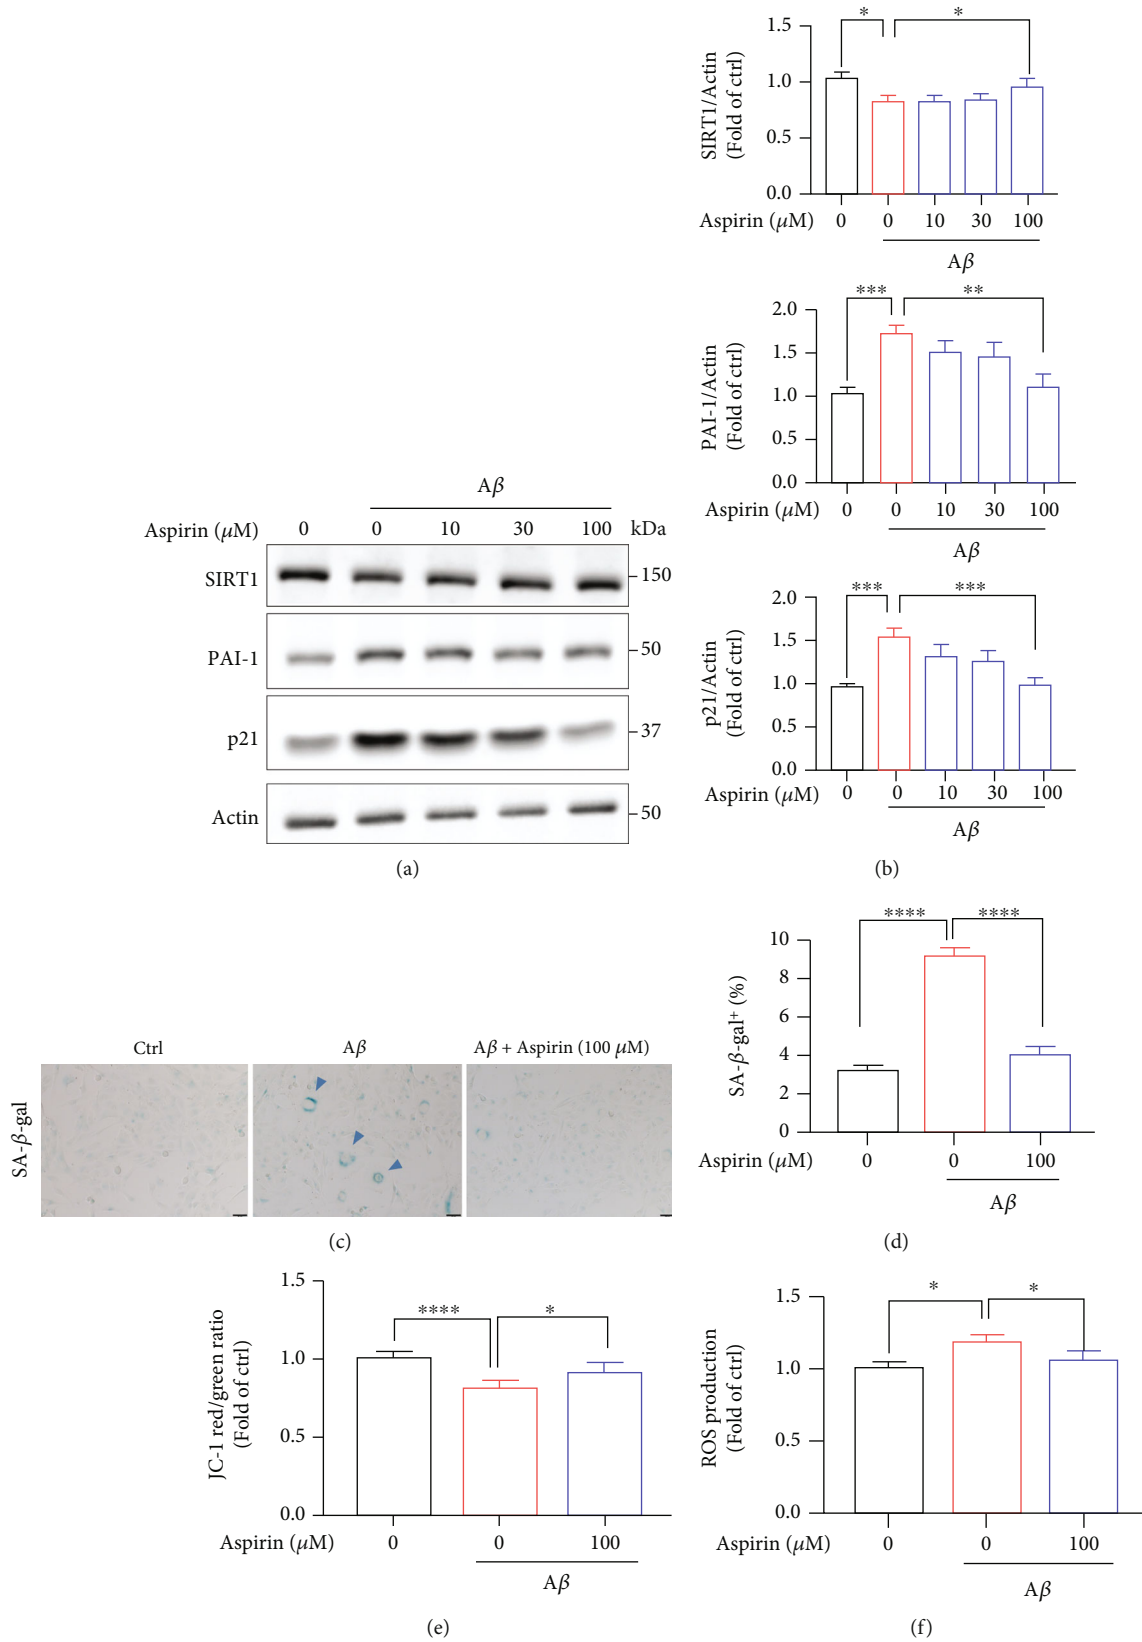 Aβ
Aspirin (μM) 0 0 10 30 100 kDa
SIRT1 150
PAI-1 50
p21 37
Actin 50
(a)
* *
SIRT1/Actin
(Fold of ctrl)
1.5
1.0
0.5
0.0
Aspirin (μM) 0 0 10 30 100
Aβ
*** **
PAI-1/Actin
(Fold of ctrl)
2.0
1.5
1.0
0.5
0.0
Aspirin (μM) 0 0 10 30 100
Aβ
*** ***
p21/Actin
(Fold of ctrl)
2.0
1.5
1.0
0.5
0.0
Aspirin (μM) 0 0 10 30 100
Aβ
(b)
Ctrl Aβ Aβ + Aspirin (100 μM)
SA-β-gal
(c)
**** ****
SA-β-gal⁺ (%)
10
8
6
4
2
0
Aspirin (μM) 0 0 100
Aβ
(d)
**** *
JC-1 red/green ratio
(Fold of ctrl)
1.5
1.0
0.5
0.0
Aspirin (μM) 0 0 100
Aβ
(e)
* *
ROS production
(Fold of ctrl)
1.5
1.0
0.5
0.0
Aspirin (μM) 0 0 100
Aβ
(f)